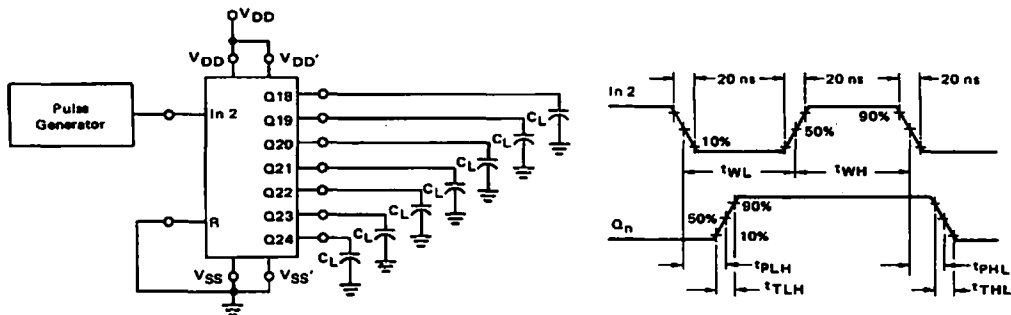 VDD
VDD
VDD'
Pulse
Generator
In 2
R
Q18
Q19
Q20
Q21
Q22
Q23
Q24
CL
CL
CL
CL
CL
CL
CL
VSS
VSS'
20 ns
20 ns
20 ns
In 2
10%
50%
90%
tWL
tWH
Qn
50%
90%
10%
tPLH
tTLH
tPHL
tTHL